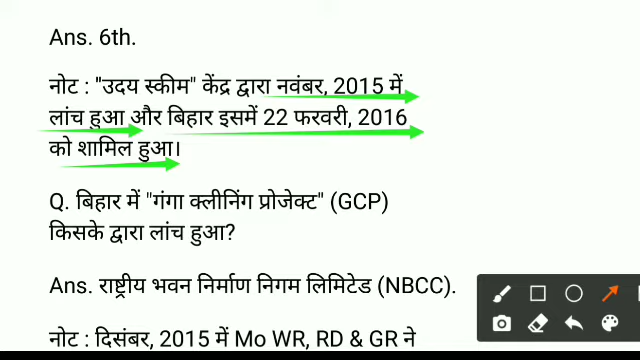 Ans. 6th.
नोट : "उदय स्कीम" केंद्र द्वारा नवंबर, 2015 में
लांच हुआ और बिहार इसमें 22 फरवरी, 2016
को शामिल हुआ।
Q. बिहार में "गंगा क्लीनिंग प्रोजेक्ट" (GCP)
किसके द्वारा लांच हुआ?
Ans. राष्ट्रीय भवन निर्माण निगम लिमिटेड (NBCC).
नोट : दिसंबर, 2015 में Mo WR, RD & GR ने